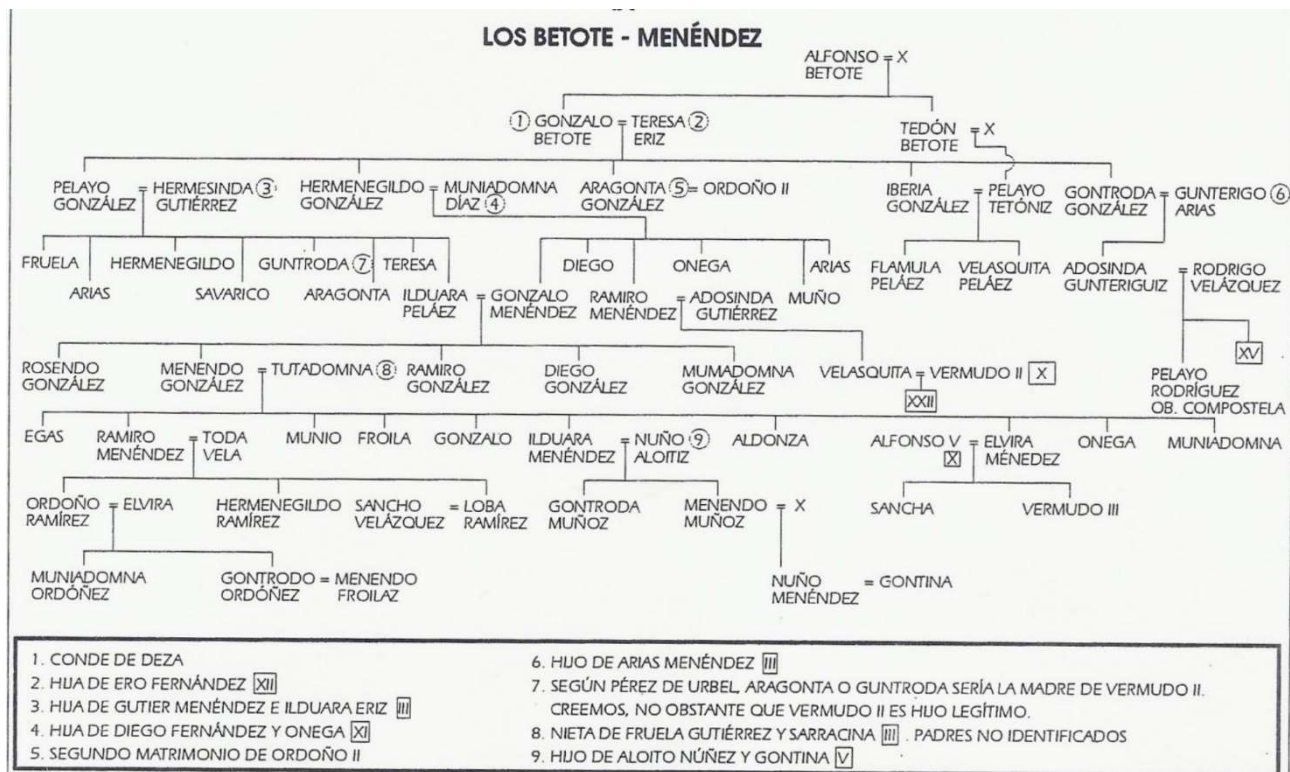 LOS BETOTE - MENÉNDEZ
ALFONSO = X
BETOTE
① GONZALO = TERESA ②
BETOTE ERIZ
TEDÓN = X
BETOTE
PELAYO = HERMESINDA ③
GONZÁLEZ GUTIÉRREZ
HERMENEGILDO = MUNIADOMNA
GONZÁLEZ DÍAZ ④
ARAGONTA ⑤ = ORDOÑO II
GONZÁLEZ
IBERIA = PELAYO
GONZÁLEZ TETÓNIZ
GONTRODA = GUNTERIGO ⑥
GONZÁLEZ ARIAS
FRUELA HERMENEGILDO GUNTRODA ⑦ TERESA
ARIAS SAVARICO ARAGONTA
ILDUARA = GONZALO
PELÁEZ MENÉNDEZ
DIEGO ONEGA ARIAS
RAMIRO = ADOSINDA MUÑO
MENÉNDEZ GUTIÉRREZ
FLAMULA VELASQUITA
PELÁEZ PELÁEZ
ADOSINDA = RODRIGO
GUNTERIGUIZ VELÁZQUEZ
ROSENDO MENENDO = TUTADOMNA ⑧ RAMIRO DIEGO MUMADOMNA
GONZÁLEZ GONZÁLEZ GONZÁLEZ GONZÁLEZ GONZÁLEZ
VELASQUITA = VERMUDO II X
XXII
XV
PELAYO
RODRÍGUEZ
OB. COMPOSTELA
EGAS RAMIRO = TODA MUNIO FROILA GONZALO ILDUARA = NUÑO ⑨ ALDONZA ALFONSO V = ELVIRA ONEGA MUNIADOMNA
MENÉNDEZ VELA MENÉNDEZ ALOITIZ X MÉNEDEZ
ORDOÑO = ELVIRA HERMENEGILDO SANCHO = LOBA GONTRODA MENENDO = X SANCHA VERMUDO III
RAMÍREZ RAMÍREZ VELÁZQUEZ RAMÍREZ MUÑOZ MUÑOZ
MUNIADOMNA GONTRODO = MENENDO NUÑO = GONTINA
ORDÓÑEZ ORDÓÑEZ FROILAZ MENÉNDEZ
1. CONDE DE DEZA
2. HIJA DE ERO FERNÁNDEZ XII
3. HIJA DE GUTIER MENÉNDEZ E ILDUARA ERIZ III
4. HIJA DE DIEGO FERNÁNDEZ Y ONEGA XI
5. SEGUNDO MATRIMONIO DE ORDOÑO II
6. HIJO DE ARIAS MENÉNDEZ III
7. SEGÚN PÉREZ DE URBEL, ARAGONTA O GUNTRODA SERÍA LA MADRE DE VERMUDO II.
CREEMOS, NO OBSTANTE QUE VERMUDO II ES HIJO LEGÍTIMO.
8. NIETA DE FRUELA GUTIÉRREZ Y SARRACINA III . PADRES NO IDENTIFICADOS
9. HIJO DE ALOITO NÚÑEZ Y GONTINA V